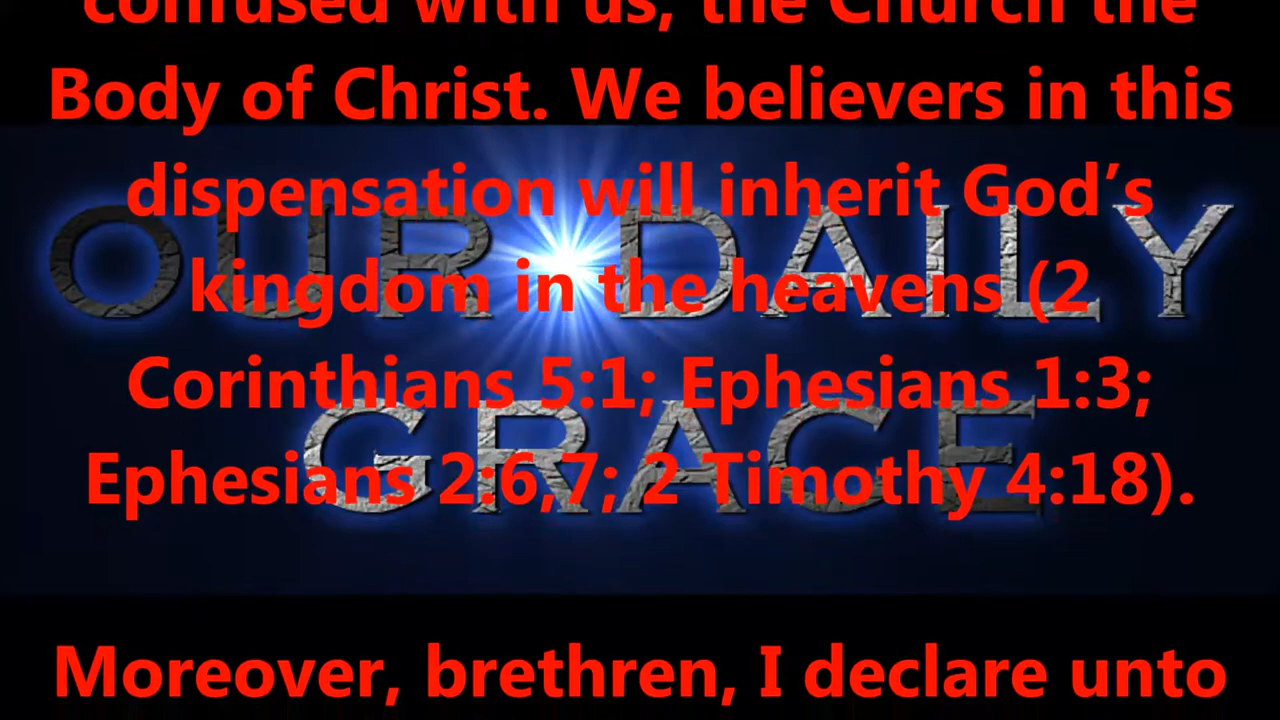 confused with us, the Church the
Body of Christ. We believers in this
dispensation will inherit God’s
kingdom in the heavens (2
Corinthians 5:1; Ephesians 1:3;
Ephesians 2:6,7; 2 Timothy 4:18).
Moreover, brethren, I declare unto
OUR DAILY
GRACE